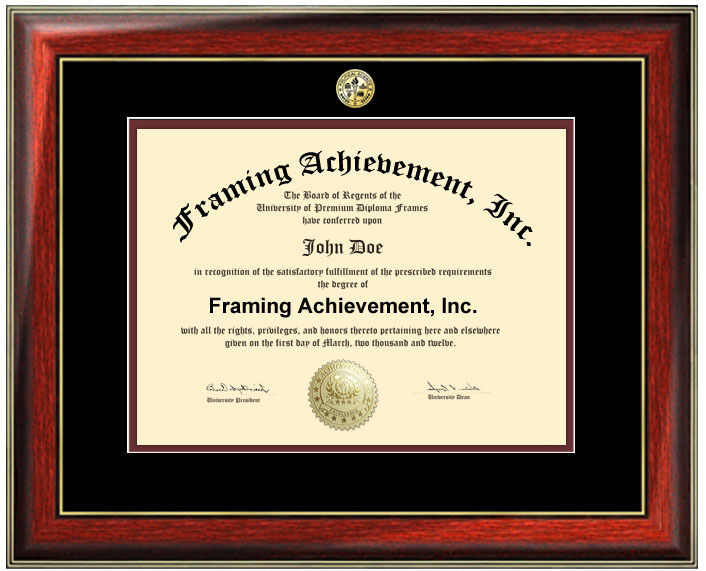 Framing Achievement, Inc.
The Board of Regents of the
University of Premium Diploma Frames
have conferred upon
John Doe
in recognition of the satisfactory fulfillment of the prescribed requirements
the degree of
Framing Achievement, Inc.
with all the rights, privileges, and honors thereto pertaining here and elsewhere
given on the first day of March, two thousand and twelve.
University President
University Dean